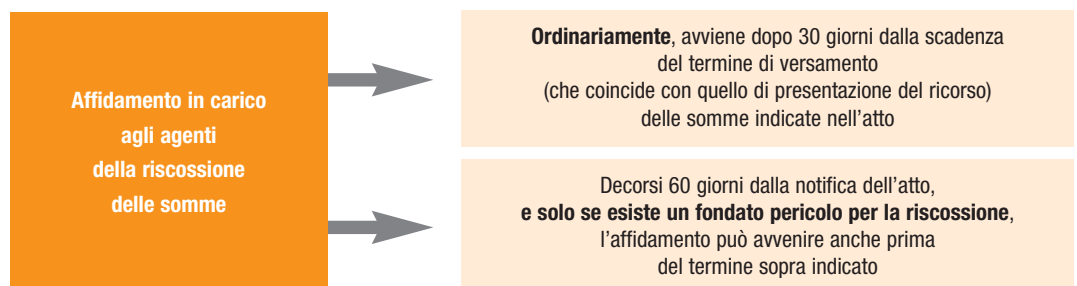 Affidamento in carico
agli agenti
della riscossione
delle somme
Ordinariamente, avviene dopo 30 giorni dalla scadenza
del termine di versamento
(che coincide con quello di presentazione del ricorso)
delle somme indicate nell'atto
Decorsi 60 giorni dalla notifica dell'atto,
e solo se esiste un fondato pericolo per la riscossione,
l'affidamento può avvenire anche prima
del termine sopra indicato